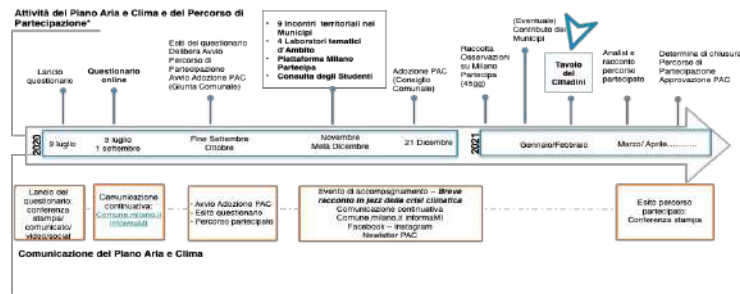 Attività del Piano Aria e Clima e del Percorso di
Partecipazione*
Lancio
questionario
Questionario
online
Esiti del questionario
Delibera Avvio
Percorso di
Partecipazione
Avvio Adozione PAC
(Giunta Comunale)
• 9 incontri territoriali nei
Municipi
• 4 Laboratori tematici
d'Ambito
• Piattaforma Milano
Partecipa
• Consulta degli Studenti
Adozione PAC
(Consiglio
Comunale)
Raccolta
Osservazioni
su Milano
Partecipa
(45gg)
(Eventuale)
Contributo dei
Municipi
Tavolo
dei
Cittadini
Analisi e
racconto
percorso
partecipato
Determina di chiusura
Percorso di
Partecipazione
Approvazione PAC
2020
9 luglio
9 luglio
1 settembre
Fine Settembre
Ottobre
Novembre
Metà Dicembre
21 Dicembre
2021
Gennaio/Febbraio
Marzo/ Aprile...........
Lancio del
questionario:
conferenza
stampa/
comunicato/
video/social
Comunicazione
continuativa:
Comune.milano.it
InformaMI
- Avvio Adozione PAC
- Esito questionario
- Percorso partecipato
Evento di accompagnamento – Breve
racconto in jazz della crisi climatica
Comunicazione continuativa
Comune.milano.it InformaMI
Facebook – Instagram
Newsletter PAC
Esito percorso
partecipato:
Conferenza stampa
Comunicazione del Piano Aria e Clima